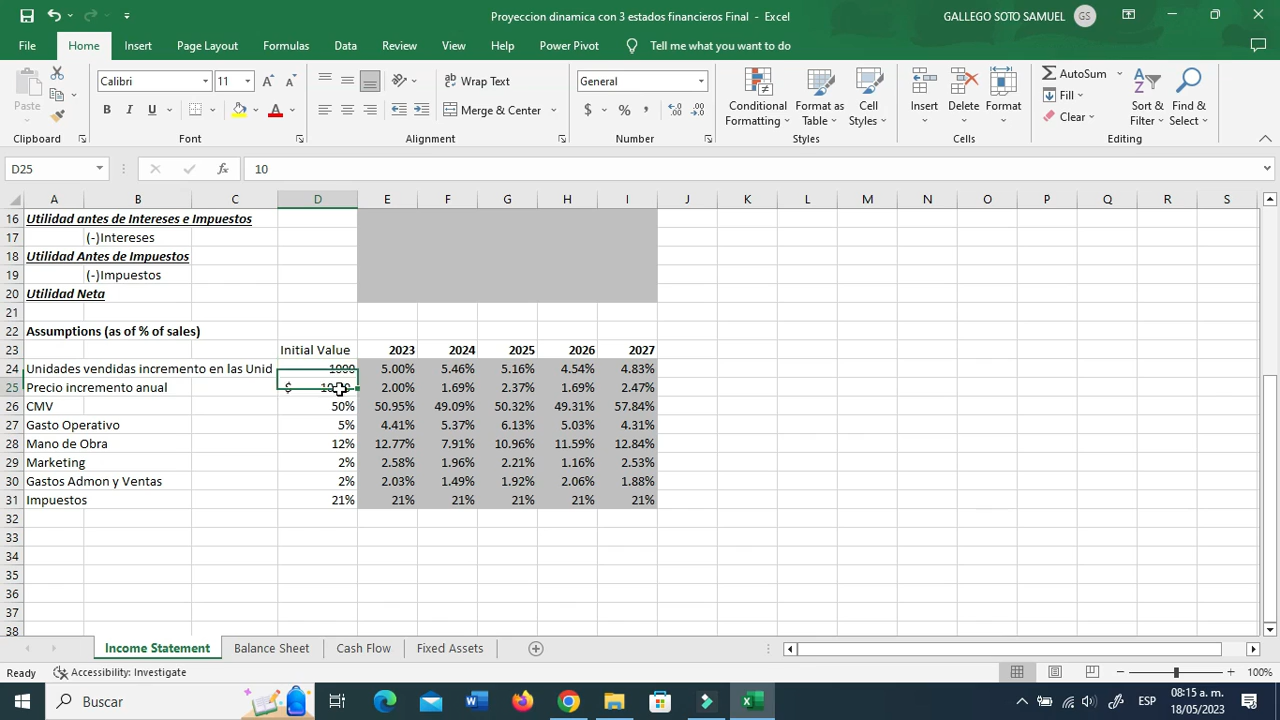 Proyeccion dinamica con 3 estados financieros Final - Excel
GALLEGO SOTO SAMUEL GS
File Home Insert Page Layout Formulas Data Review View Help Power Pivot Tell me what you want to do
Paste
Clipboard
Calibri 11
B I U
Font
Wrap Text
Merge & Center
Alignment
General
$ % ,
Number
Conditional Formatting
Format as Table
Cell Styles
Styles
Insert Delete Format
Cells
AutoSum
Fill
Clear
Sort & Filter
Find & Select
Editing
D25 fx 10
A B C D E F G H I J K L M N O P Q R S
16 Utilidad antes de Intereses e Impuestos
17 (-)Intereses
18 Utilidad Antes de Impuestos
19 (-)Impuestos
20 Utilidad Neta
21
22 Assumptions (as of % of sales)
23 Initial Value 2023 2024 2025 2026 2027
24 Unidades vendidas incremento en las Unid 1000 5.00% 5.46% 5.16% 4.54% 4.83%
25 Precio incremento anual $ 2.00% 1.69% 2.37% 1.69% 2.47%
26 CMV 50% 50.95% 49.09% 50.32% 49.31% 57.84%
27 Gasto Operativo 5% 4.41% 5.37% 6.13% 5.03% 4.31%
28 Mano de Obra 12% 12.77% 7.91% 10.96% 11.59% 12.84%
29 Marketing 2% 2.58% 1.96% 2.21% 1.16% 2.53%
30 Gastos Admon y Ventas 2% 2.03% 1.49% 1.92% 2.06% 1.88%
31 Impuestos 21% 21% 21% 21% 21% 21%
32
33
34
35
36
37
38
Income Statement Balance Sheet Cash Flow Fixed Assets
Ready Accessibility: Investigate 100%
Buscar
ESP
08:15 a. m.
18/05/2023